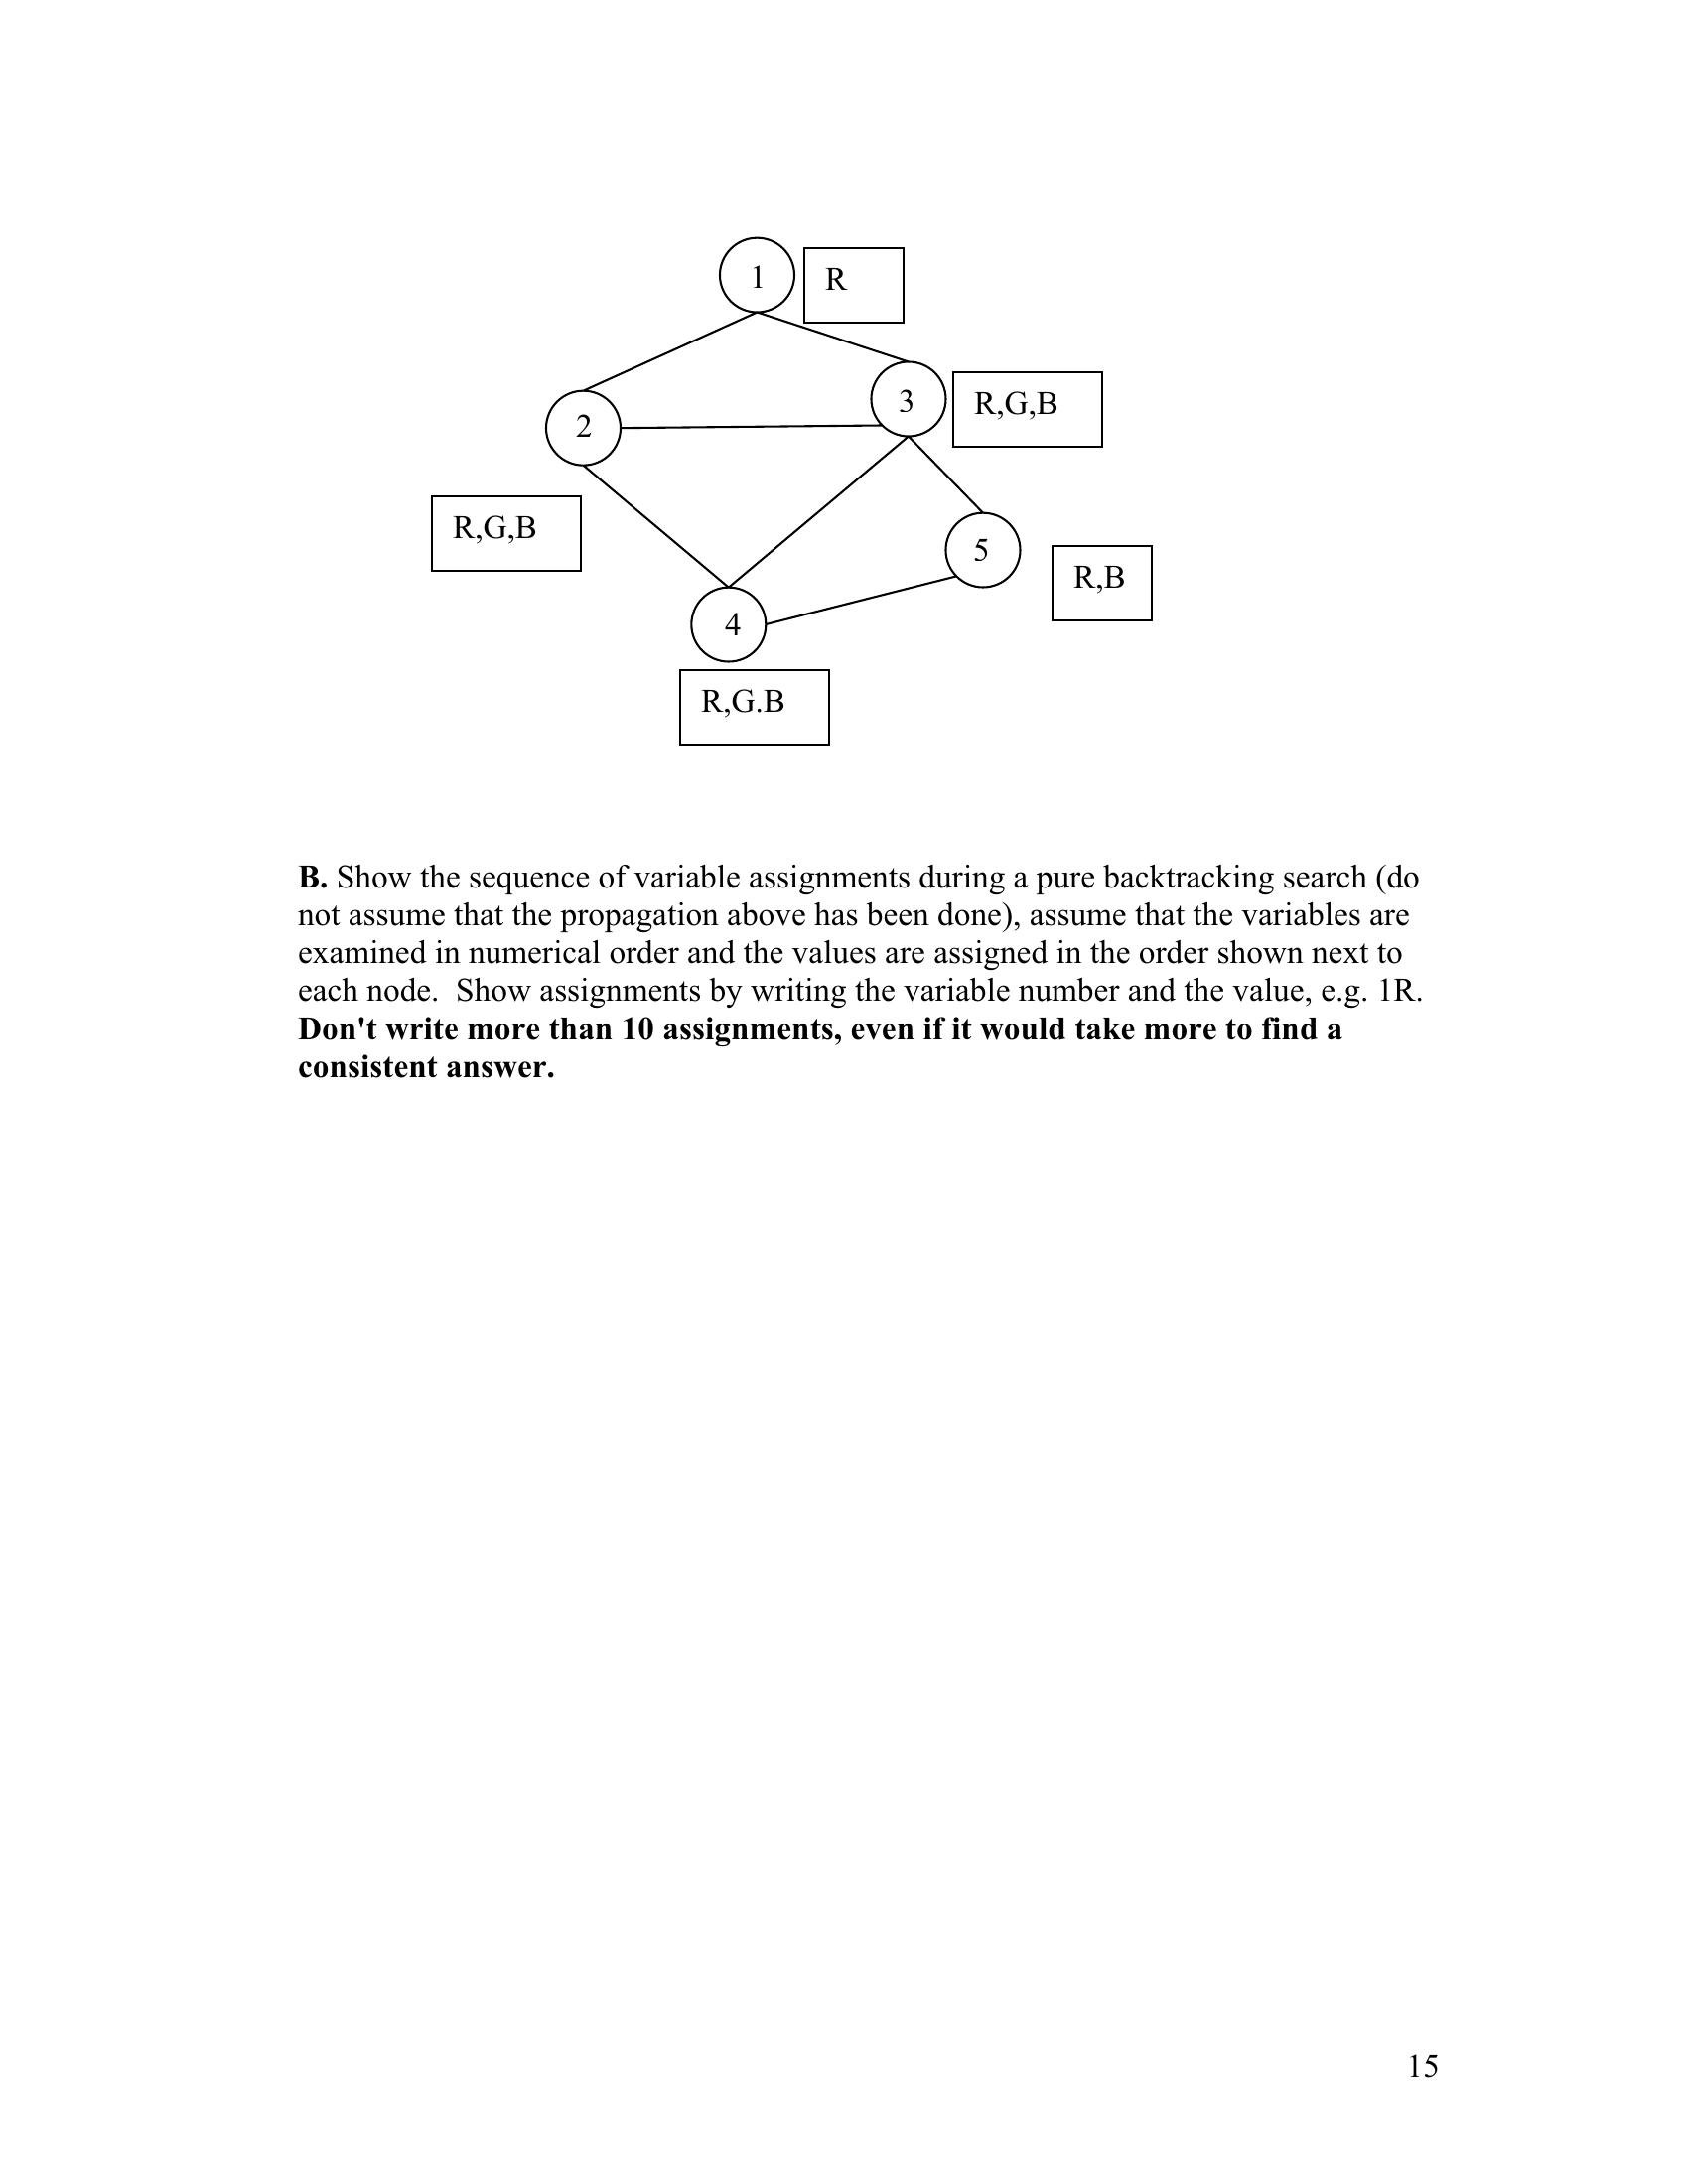 1
R
3
R,G,B
2
R,G,B
5
R,B
4
R,G.B
B. Show the sequence of variable assignments during a pure backtracking search (do
not assume that the propagation above has been done), assume that the variables are
examined in numerical order and the values are assigned in the order shown next to
each node.  Show assignments by writing the variable number and the value, e.g. 1R.
Don't write more than 10 assignments, even if it would take more to find a
consistent answer.
15